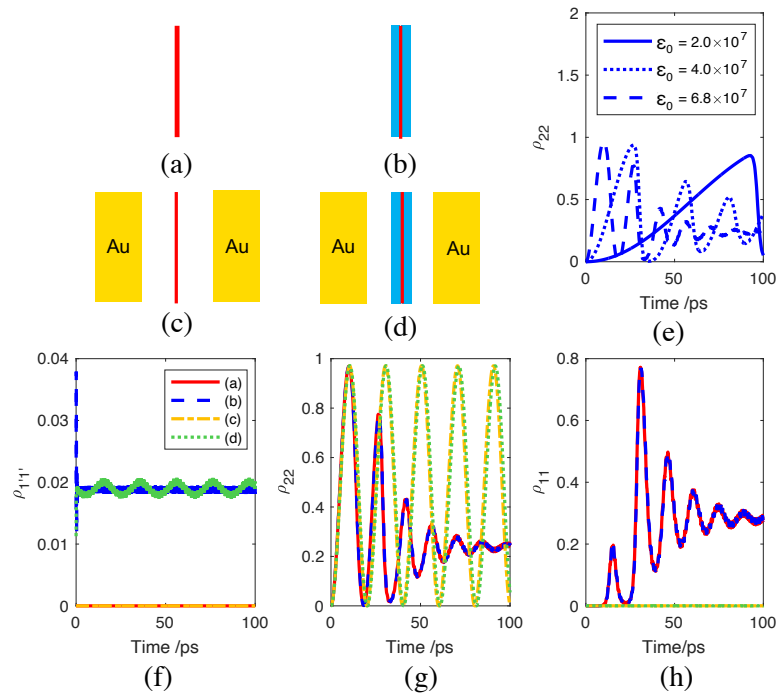 (a)
(b)
Au
Au
Au
Au
(c)
(d)
2
1.5
1
0.5
0
ρ22
ε0 = 2.0×10^7
ε0 = 4.0×10^7
ε0 = 6.8×10^7
0
50
100
Time /ps
(e)
0.04
0.03
0.02
0.01
0
ρ1'1'
(a)
(b)
(c)
(d)
0
50
100
Time /ps
(f)
1
0.8
0.6
0.4
0.2
0
ρ22
0
50
100
Time /ps
(g)
0.8
0.6
0.4
0.2
0
ρ11
0
50
100
Time/ps
(h)